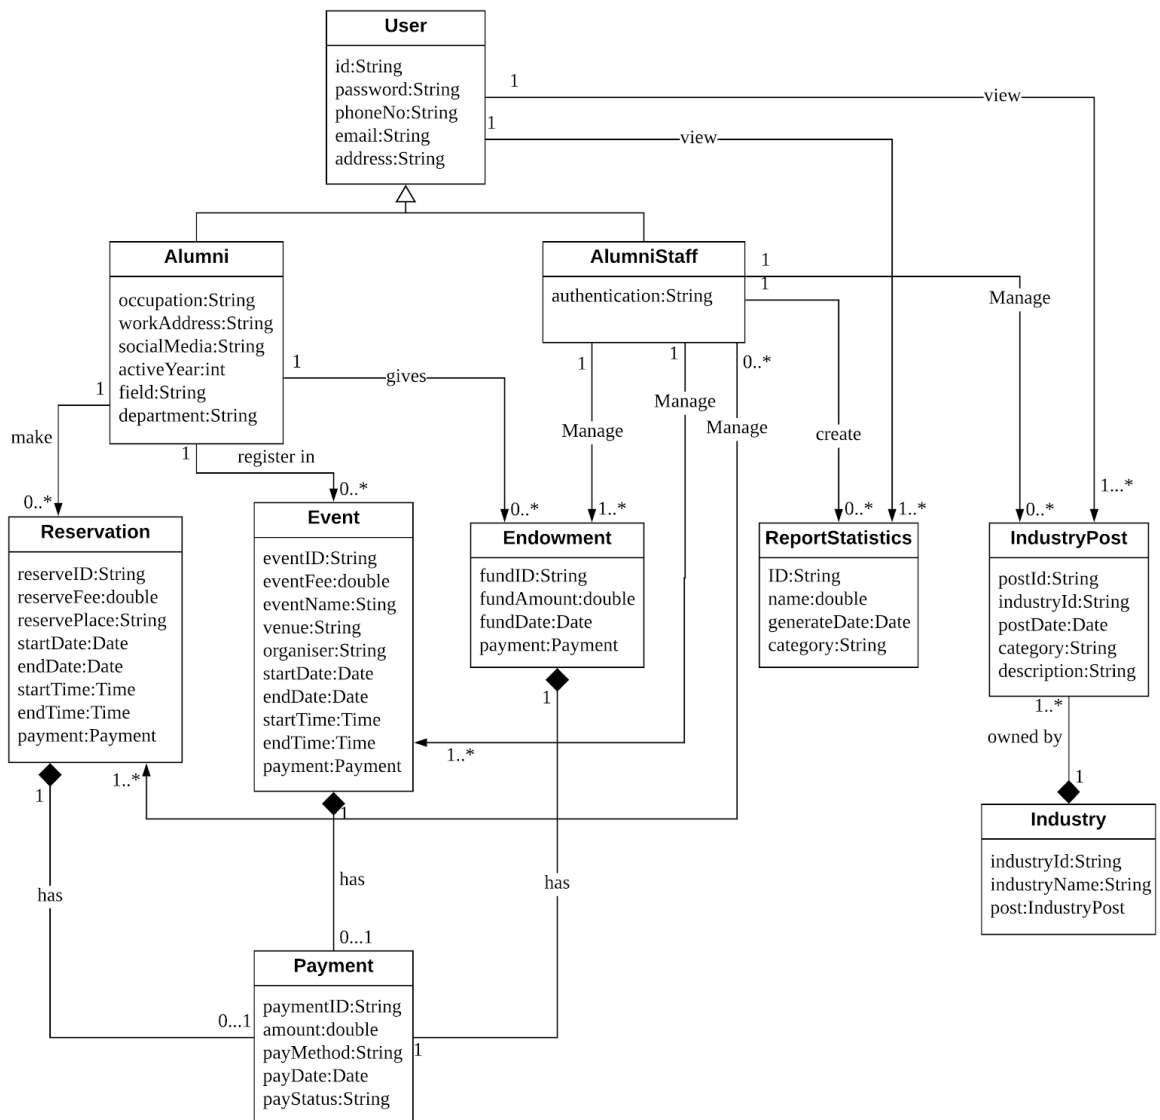 User
id:String
password:String
phoneNo:String
email:String
address:String
1
view
1
view
Alumni
occupation:String
workAddress:String
socialMedia:String
activeYear:int
field:String
department:String
AlumniStaff
authentication:String
1
1
Manage
1
gives
1
make
0..*
1
register in
0..*
1
Manage
1
Manage
0..*
Manage
create
0..*
1..*
0..*
1..*
0..*
1...*
Reservation
reserveID:String
reserveFee:double
reservePlace:String
startDate:Date
endDate:Date
startTime:Time
endTime:Time
payment:Payment
Event
eventID:String
eventFee:double
eventName:Sting
venue:String
organiser:String
startDate:Date
endDate:Date
startTime:Time
endTime:Time
payment:Payment
Endowment
fundID:String
fundAmount:double
fundDate:Date
payment:Payment
ReportStatistics
ID:String
name:double
generateDate:Date
category:String
IndustryPost
postId:String
industryId:String
postDate:Date
category:String
description:String
1..*
owned by
1
Industry
industryId:String
industryName:String
post:IndustryPost
1
1..*
1
1..*
1
has
has
has
0...1
0...1
1
Payment
paymentID:String
amount:double
payMethod:String
payDate:Date
payStatus:String